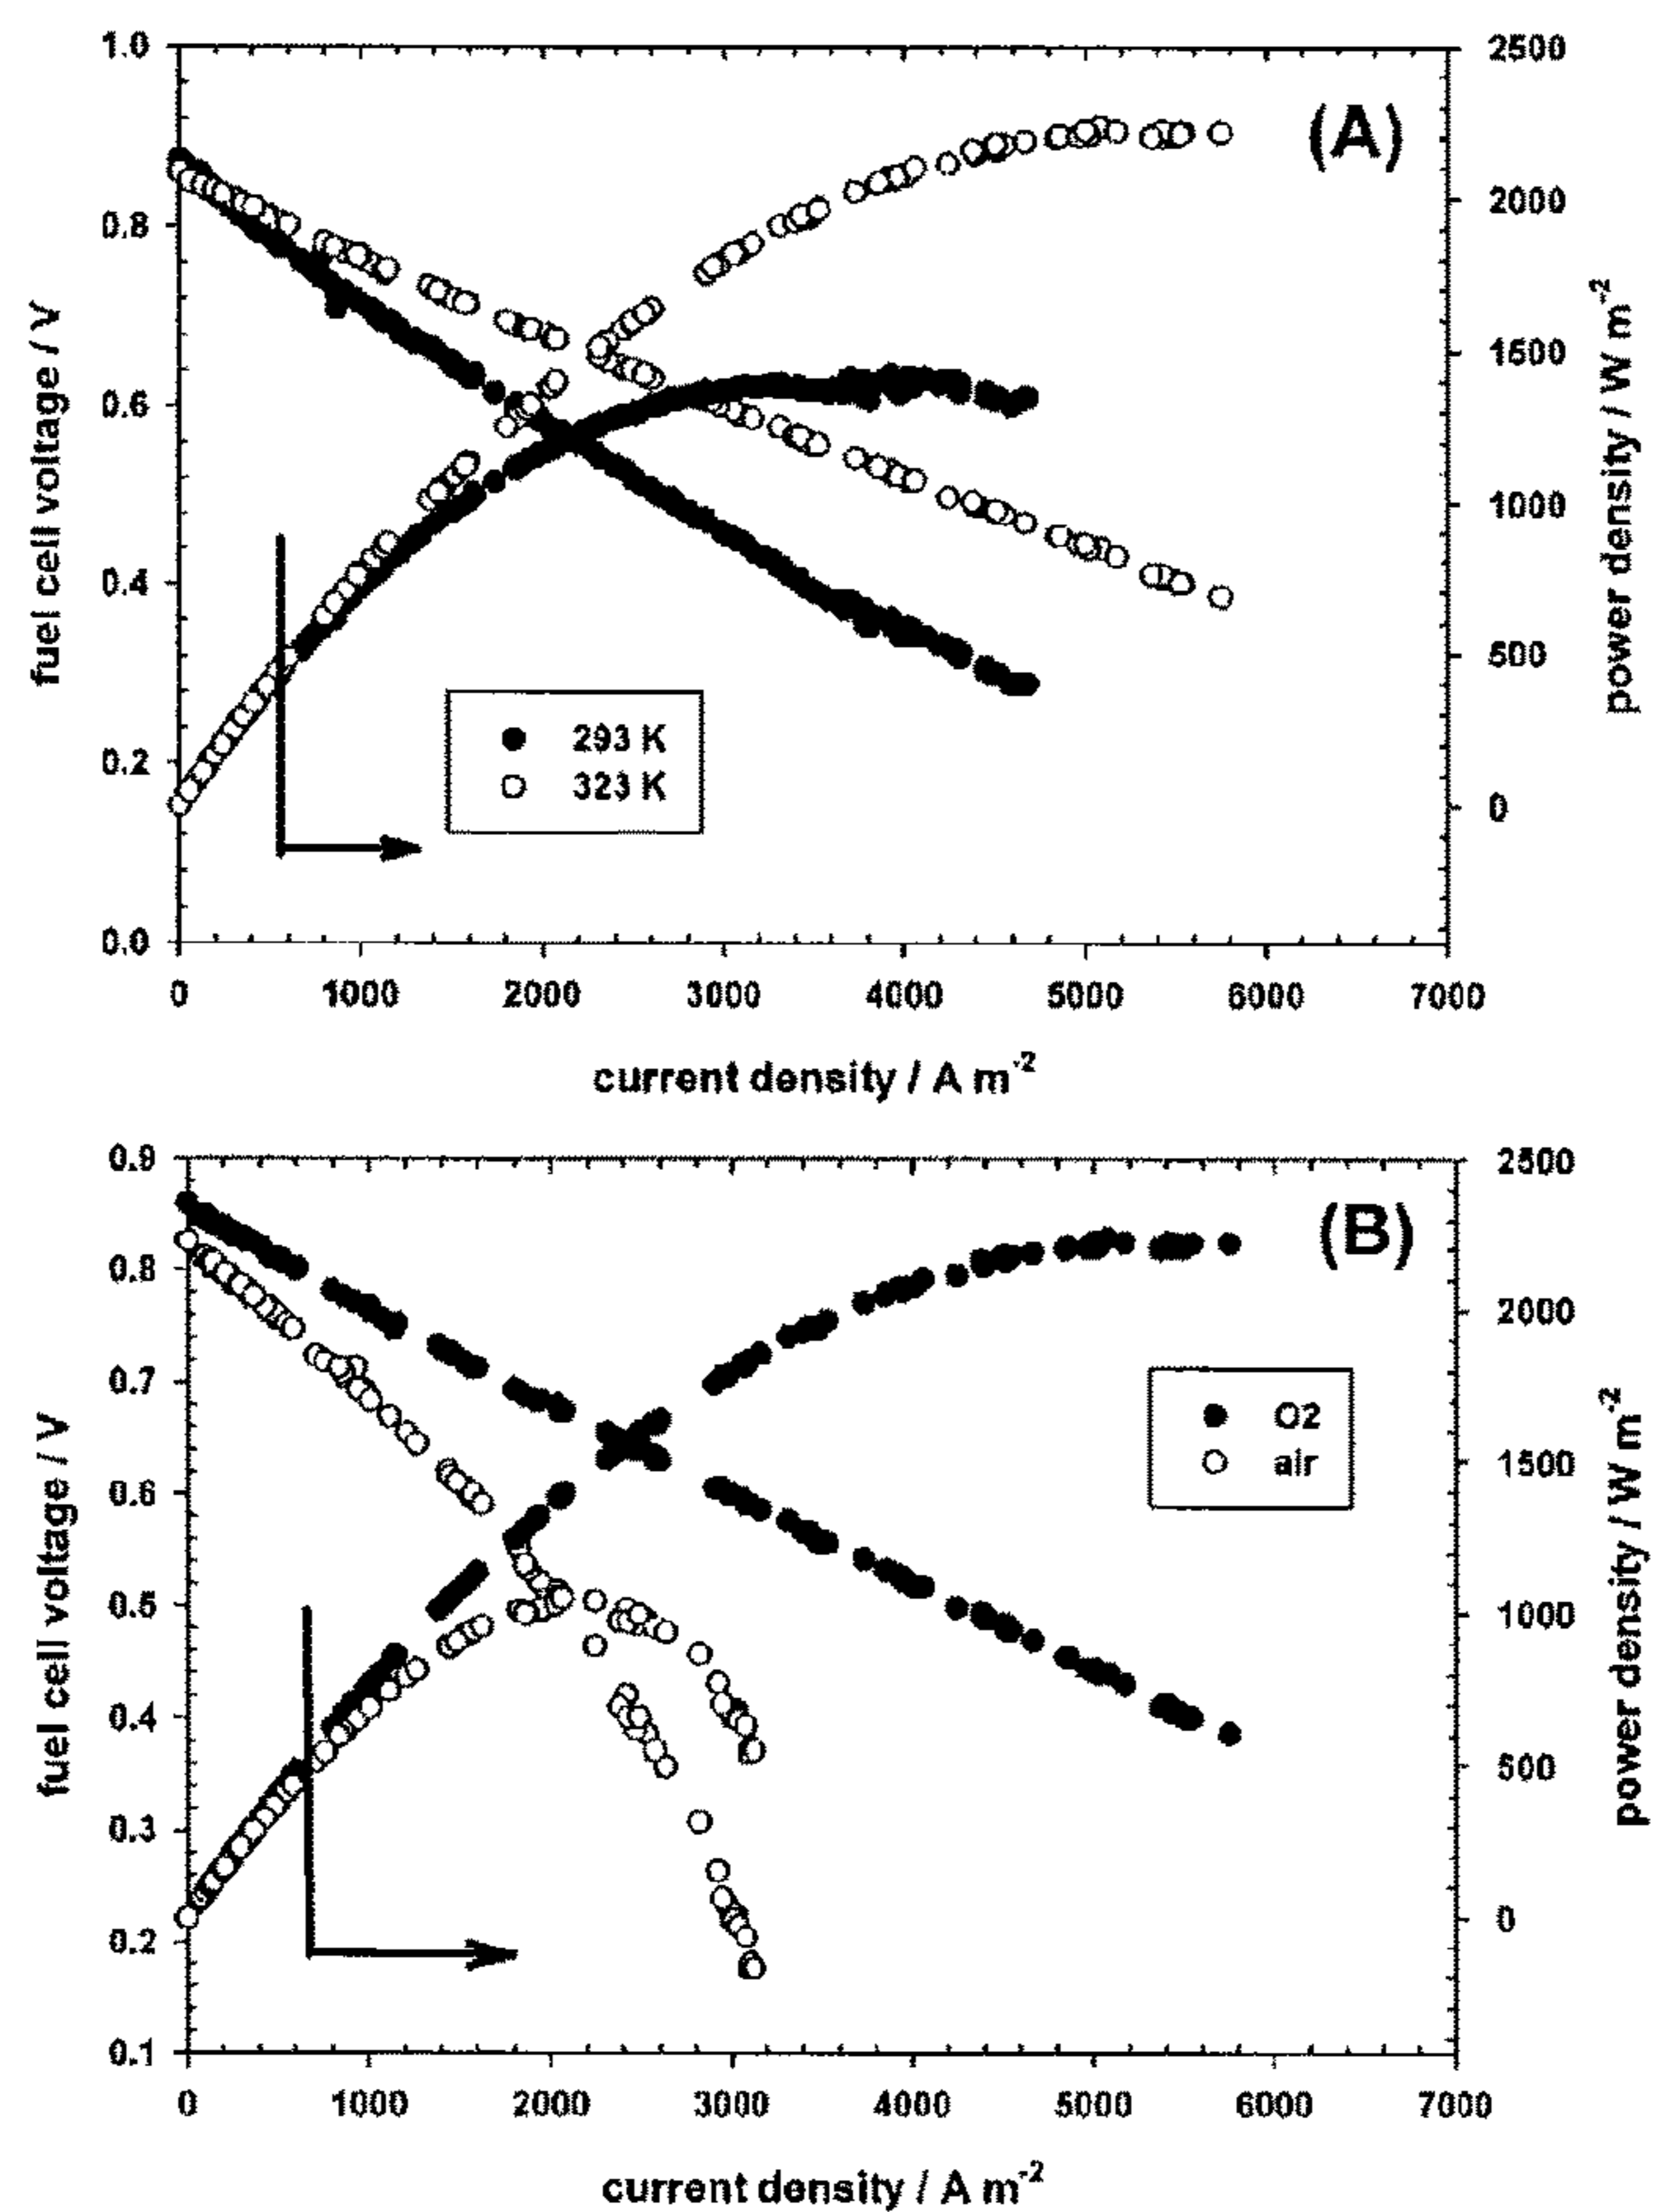 1.0
0.8
0.6
0.4
0.2
0.0
fuel cell voltage / V
2500
2000
1500
1000
500
0
power density / W m⁻²
(A)
293 K
323 K
0 1000 2000 3000 4000 5000 6000 7000
current density / A m⁻²
0.9
0.8
0.7
0.6
0.5
0.4
0.3
0.2
0.1
fuel cell voltage / V
2500
2000
1500
1000
500
0
power density / W m⁻²
(B)
O2
air
0 1000 2000 3000 4000 5000 6000 7000
current density / A m⁻²